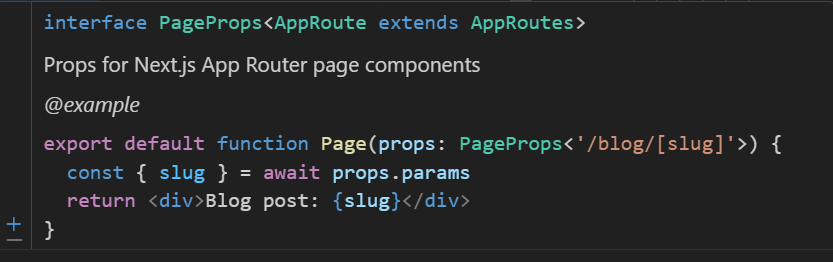 interface PageProps<AppRoute extends AppRoutes>
Props for Next.js App Router page components
@example
export default function Page(props: PageProps<'/blog/[slug]'>) {
  const { slug } = await props.params
  return <div>Blog post: {slug}</div>
}